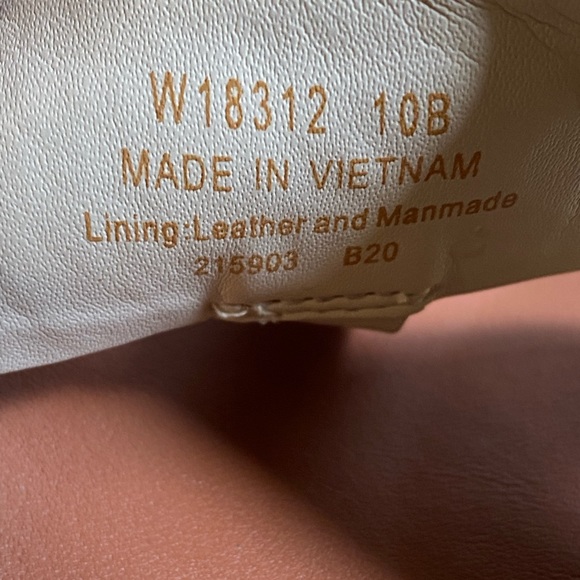 W18312 10B
MADE IN VIETNAM
Lining:Leather and Manmade
215903 B20